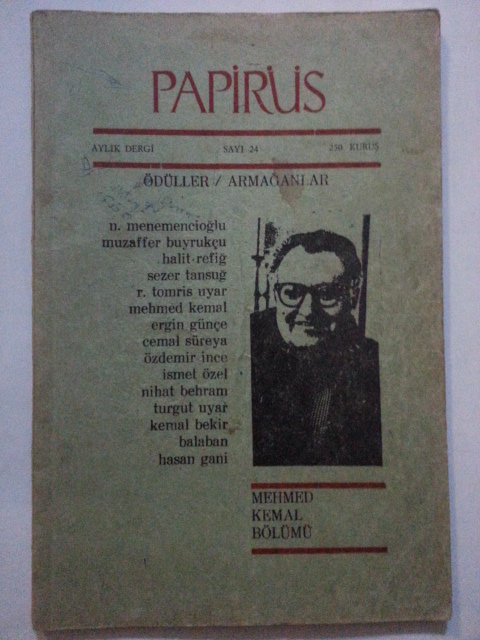 PAPİRÜS
AYLIK DERGİ SAYI 24 250 KURUŞ
ÖDÜLLER / ARMAĞANLAR
n. menemencioğlu
muzaffer buyrukçu
halit refiğ
sezer tansuğ
r. tomris uyar
mehmed kemal
ergin günçe
cemal süreya
özdemir ince
ismet özel
nihat behram
turgut uyar
kemal bekir
balaban
hasan gani
MEHMED
KEMAL
BÖLÜMÜ